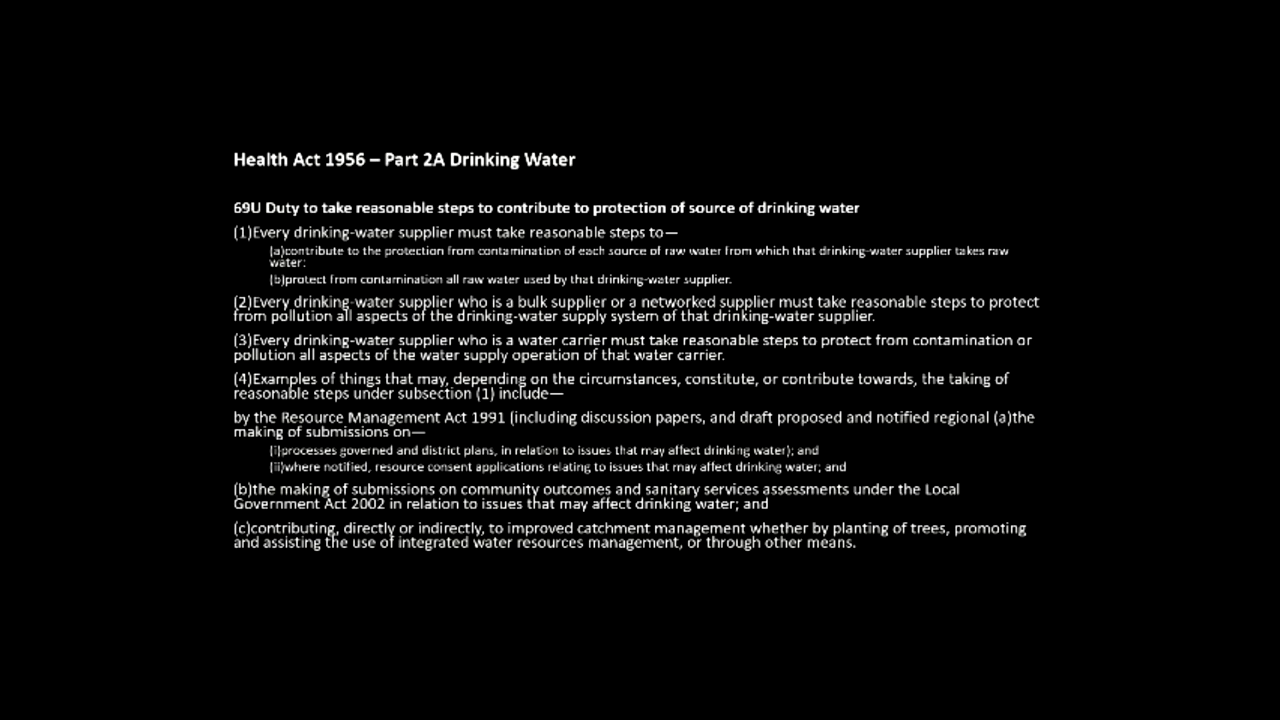 Health Act 1956 – Part 2A Drinking Water
69U Duty to take reasonable steps to contribute to protection of source of drinking water
(1)Every drinking-water supplier must take reasonable steps to—
(a)contribute to the protection from contamination of each source of raw water from which that drinking-water supplier takes raw
water:
(b)protect from contamination all raw water used by that drinking-water supplier.
(2)Every drinking-water supplier who is a bulk supplier or a networked supplier must take reasonable steps to protect
from pollution all aspects of the drinking-water supply system of that drinking-water supplier.
(3)Every drinking-water supplier who is a water carrier must take reasonable steps to protect from contamination or
pollution all aspects of the water supply operation of that water carrier.
(4)Examples of things that may, depending on the circumstances, constitute, or contribute towards, the taking of
reasonable steps under subsection (1) include—
by the Resource Management Act 1991 (including discussion papers, and draft proposed and notified regional (a)the
making of submissions on—
(i)processes governed and district plans, in relation to issues that may affect drinking water); and
(ii)where notified, resource consent applications relating to issues that may affect drinking water; and
(b)the making of submissions on community outcomes and sanitary services assessments under the Local
Government Act 2002 in relation to issues that may affect drinking water; and
(c)contributing, directly or indirectly, to improved catchment management whether by planting of trees, promoting
and assisting the use of integrated water resources management, or through other means.